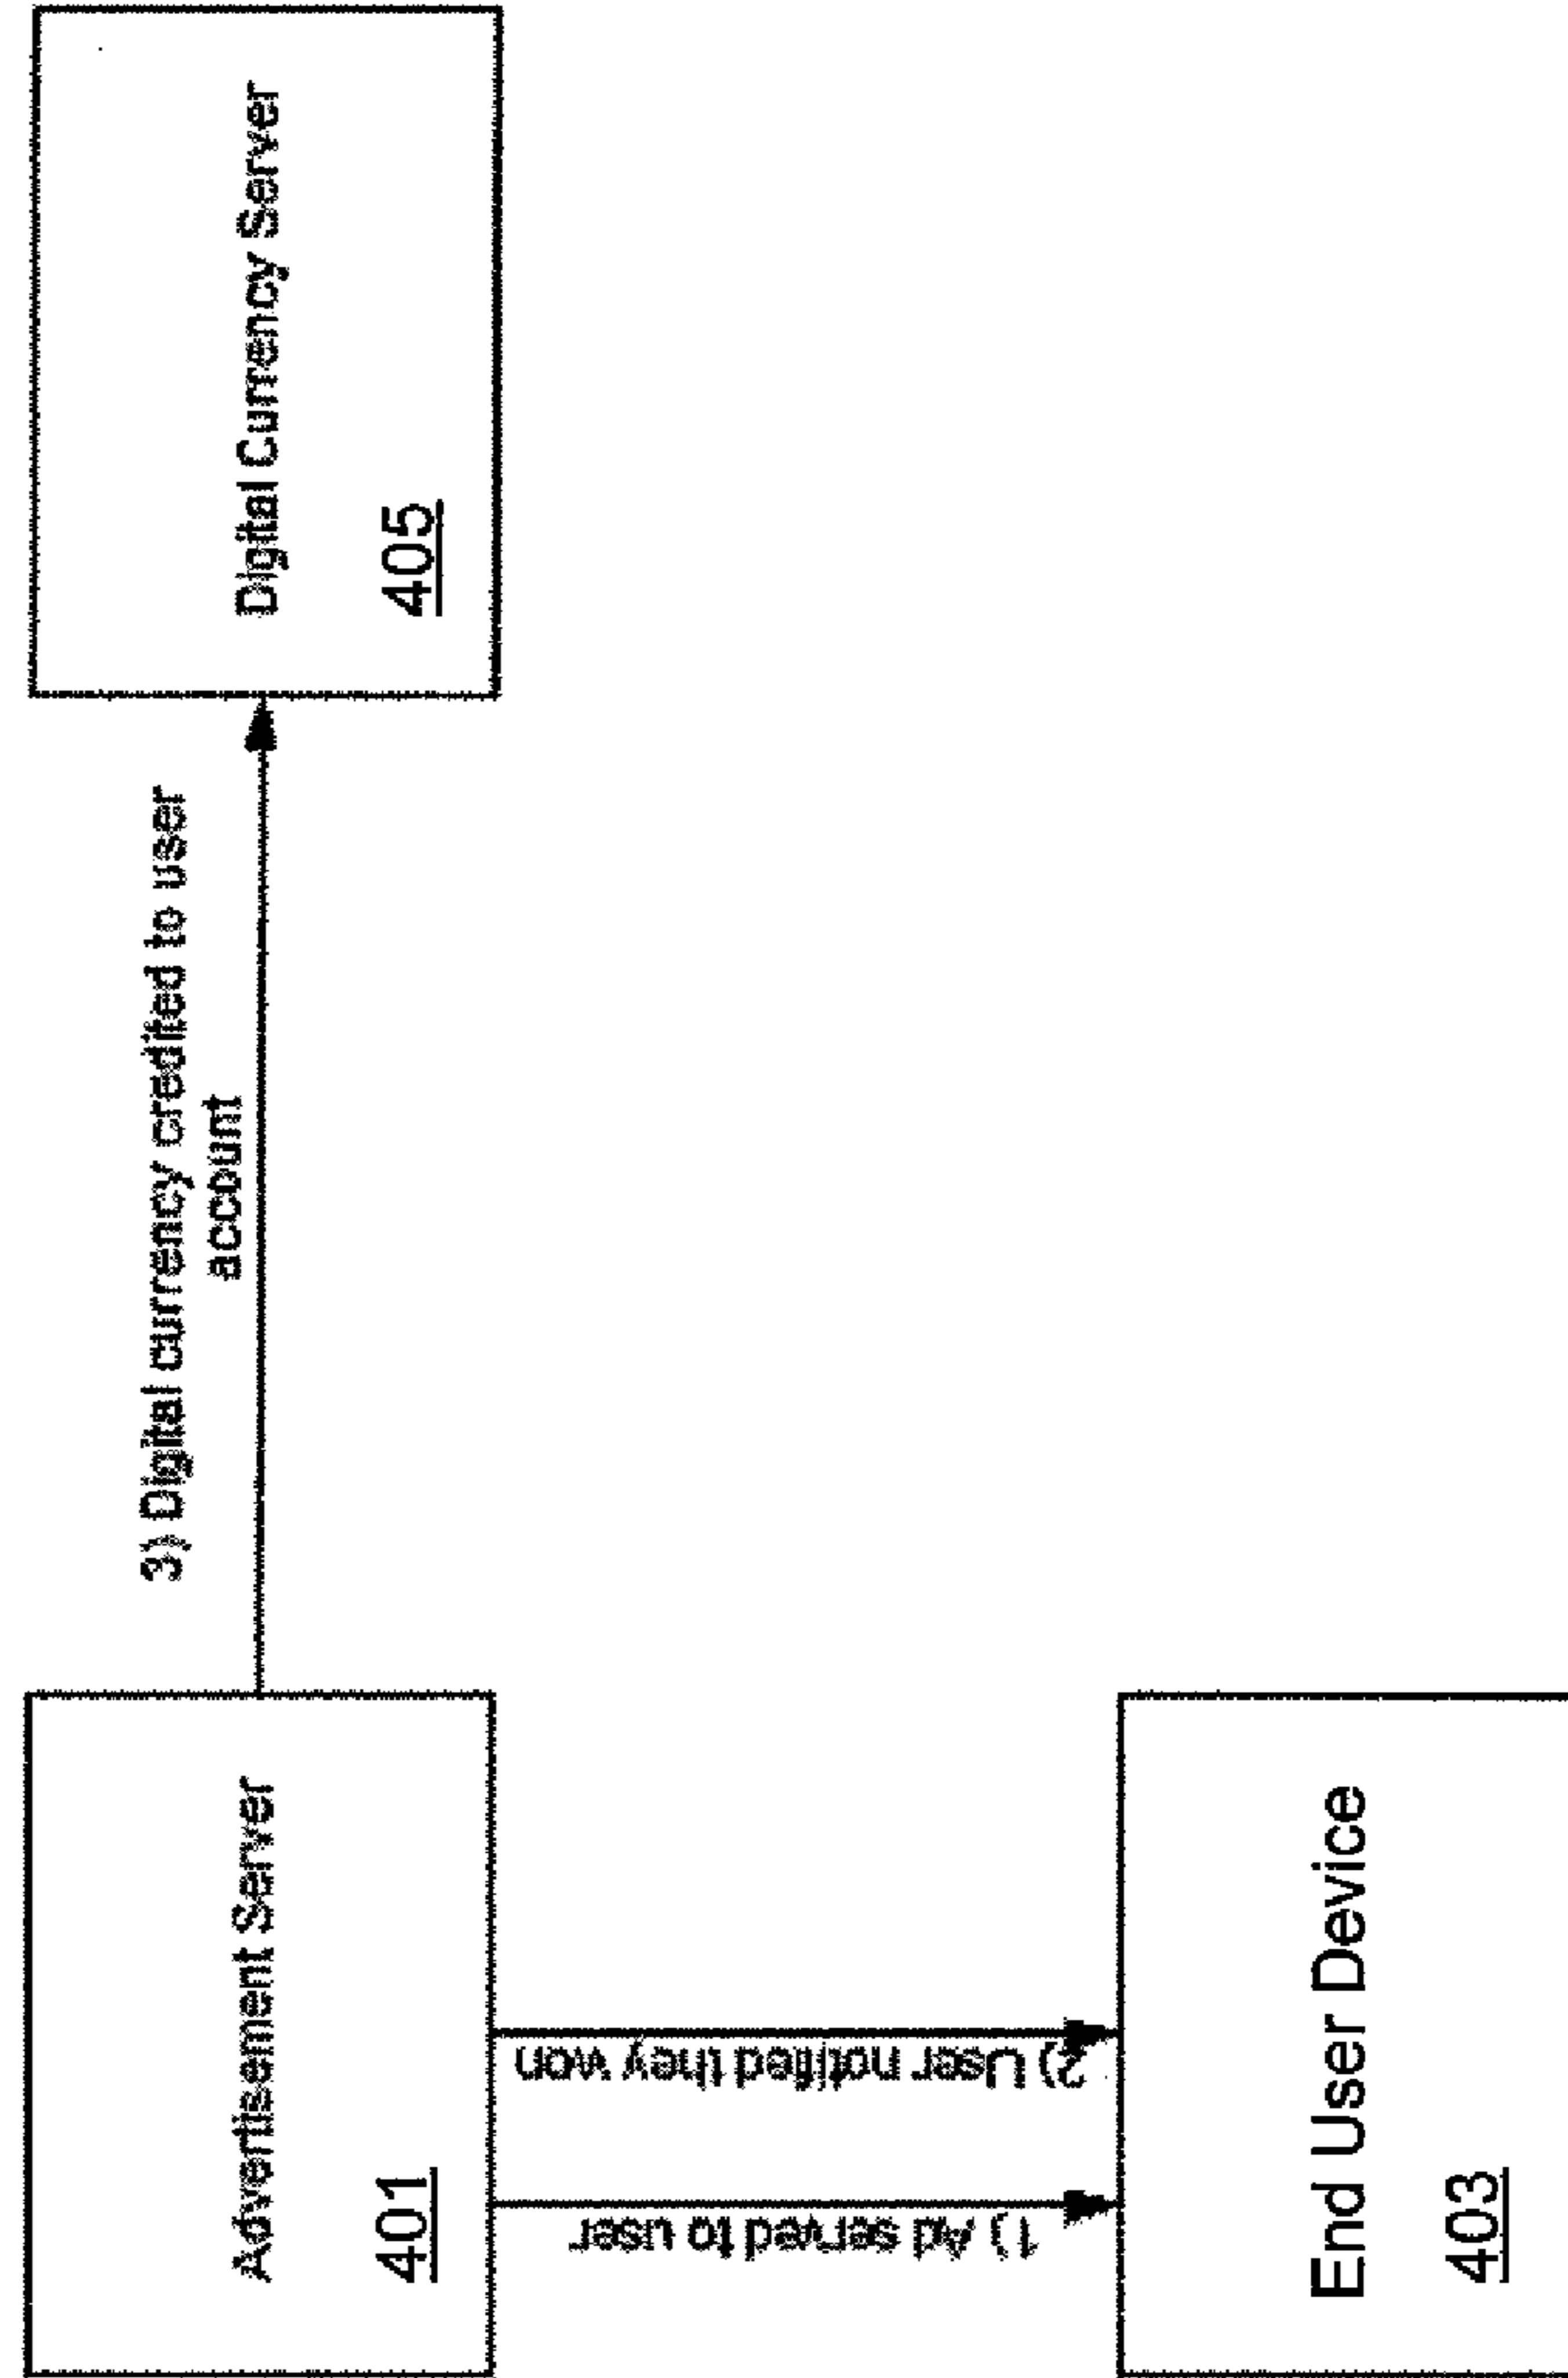 Advertisement Server
401
3) Digital currency credited to user
account
Digital Currency Server
405
1) Ad served to user
2) User notified they won
End User Device
403